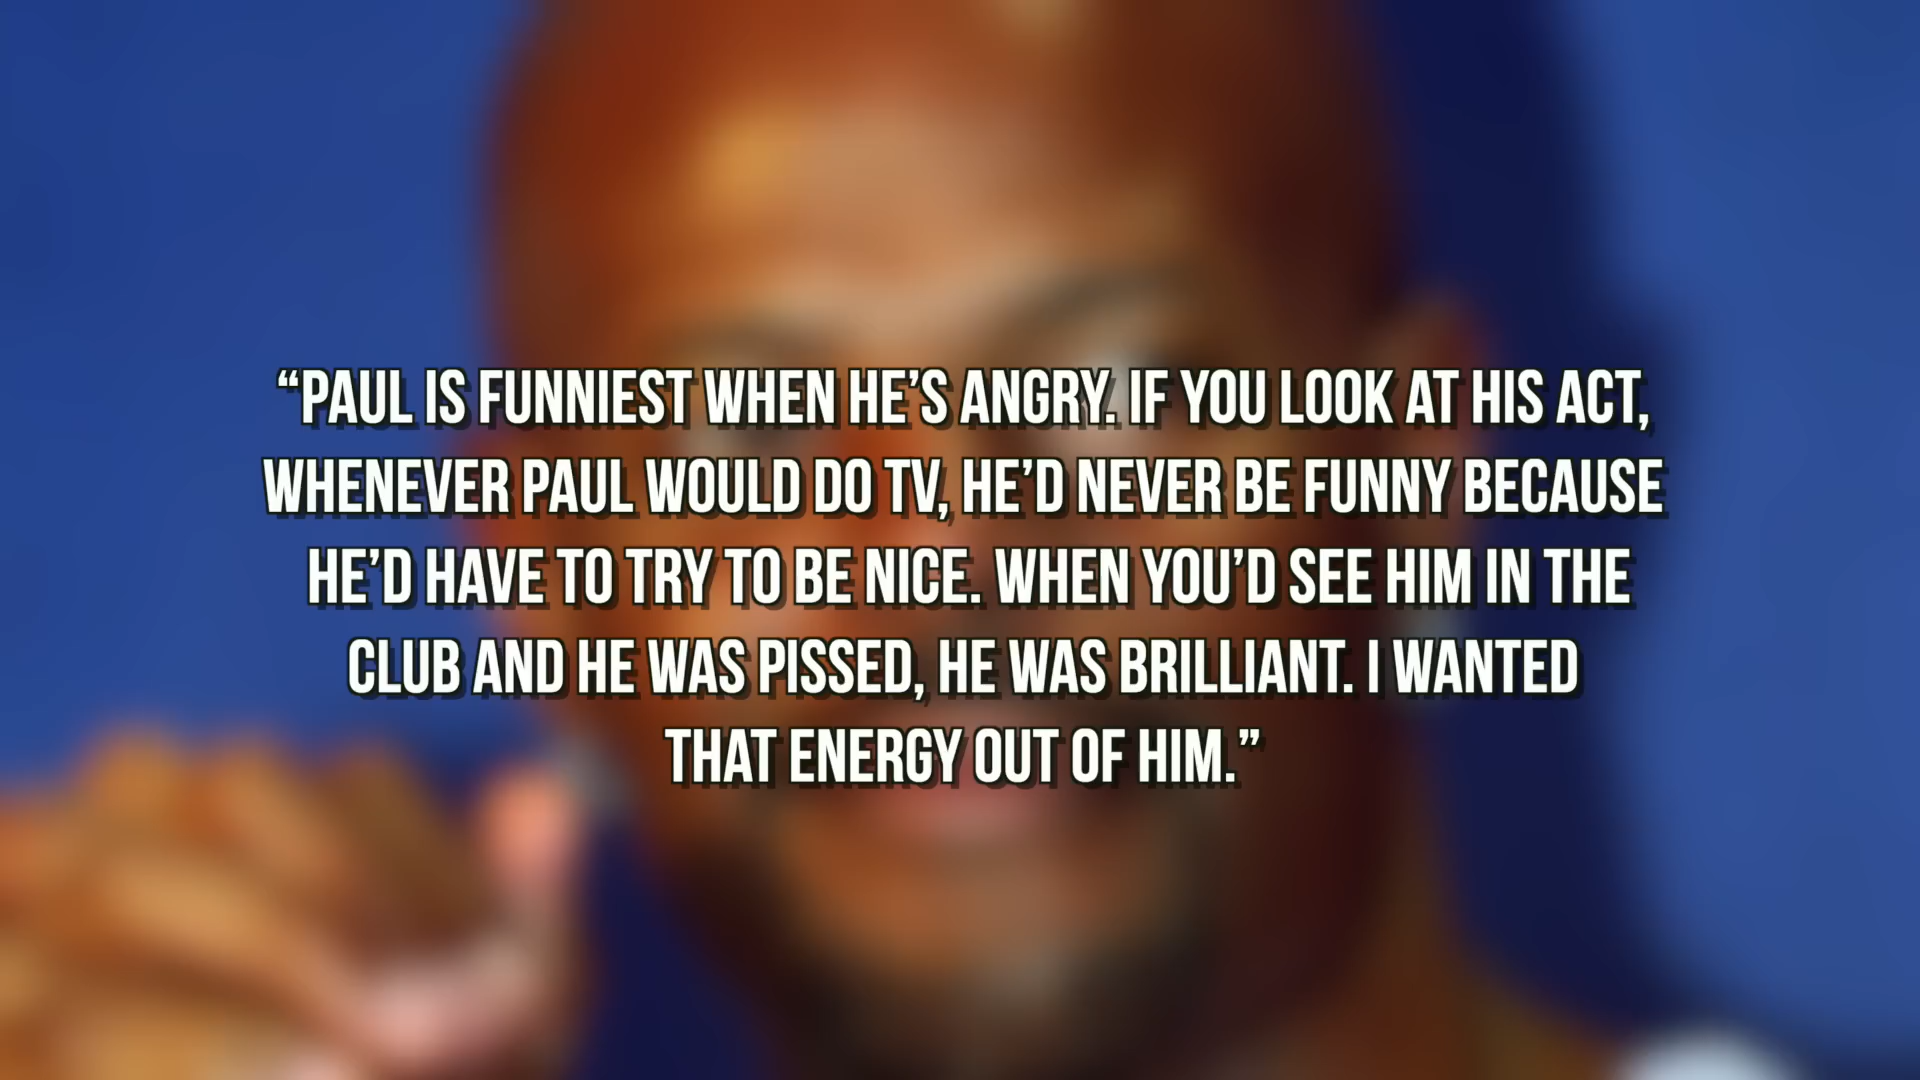 “PAUL IS FUNNIEST WHEN HE’S ANGRY. IF YOU LOOK AT HIS ACT,
WHENEVER PAUL WOULD DO TV, HE’D NEVER BE FUNNY BECAUSE
HE’D HAVE TO TRY TO BE NICE. WHEN YOU’D SEE HIM IN THE
CLUB AND HE WAS PISSED, HE WAS BRILLIANT. I WANTED
THAT ENERGY OUT OF HIM.”